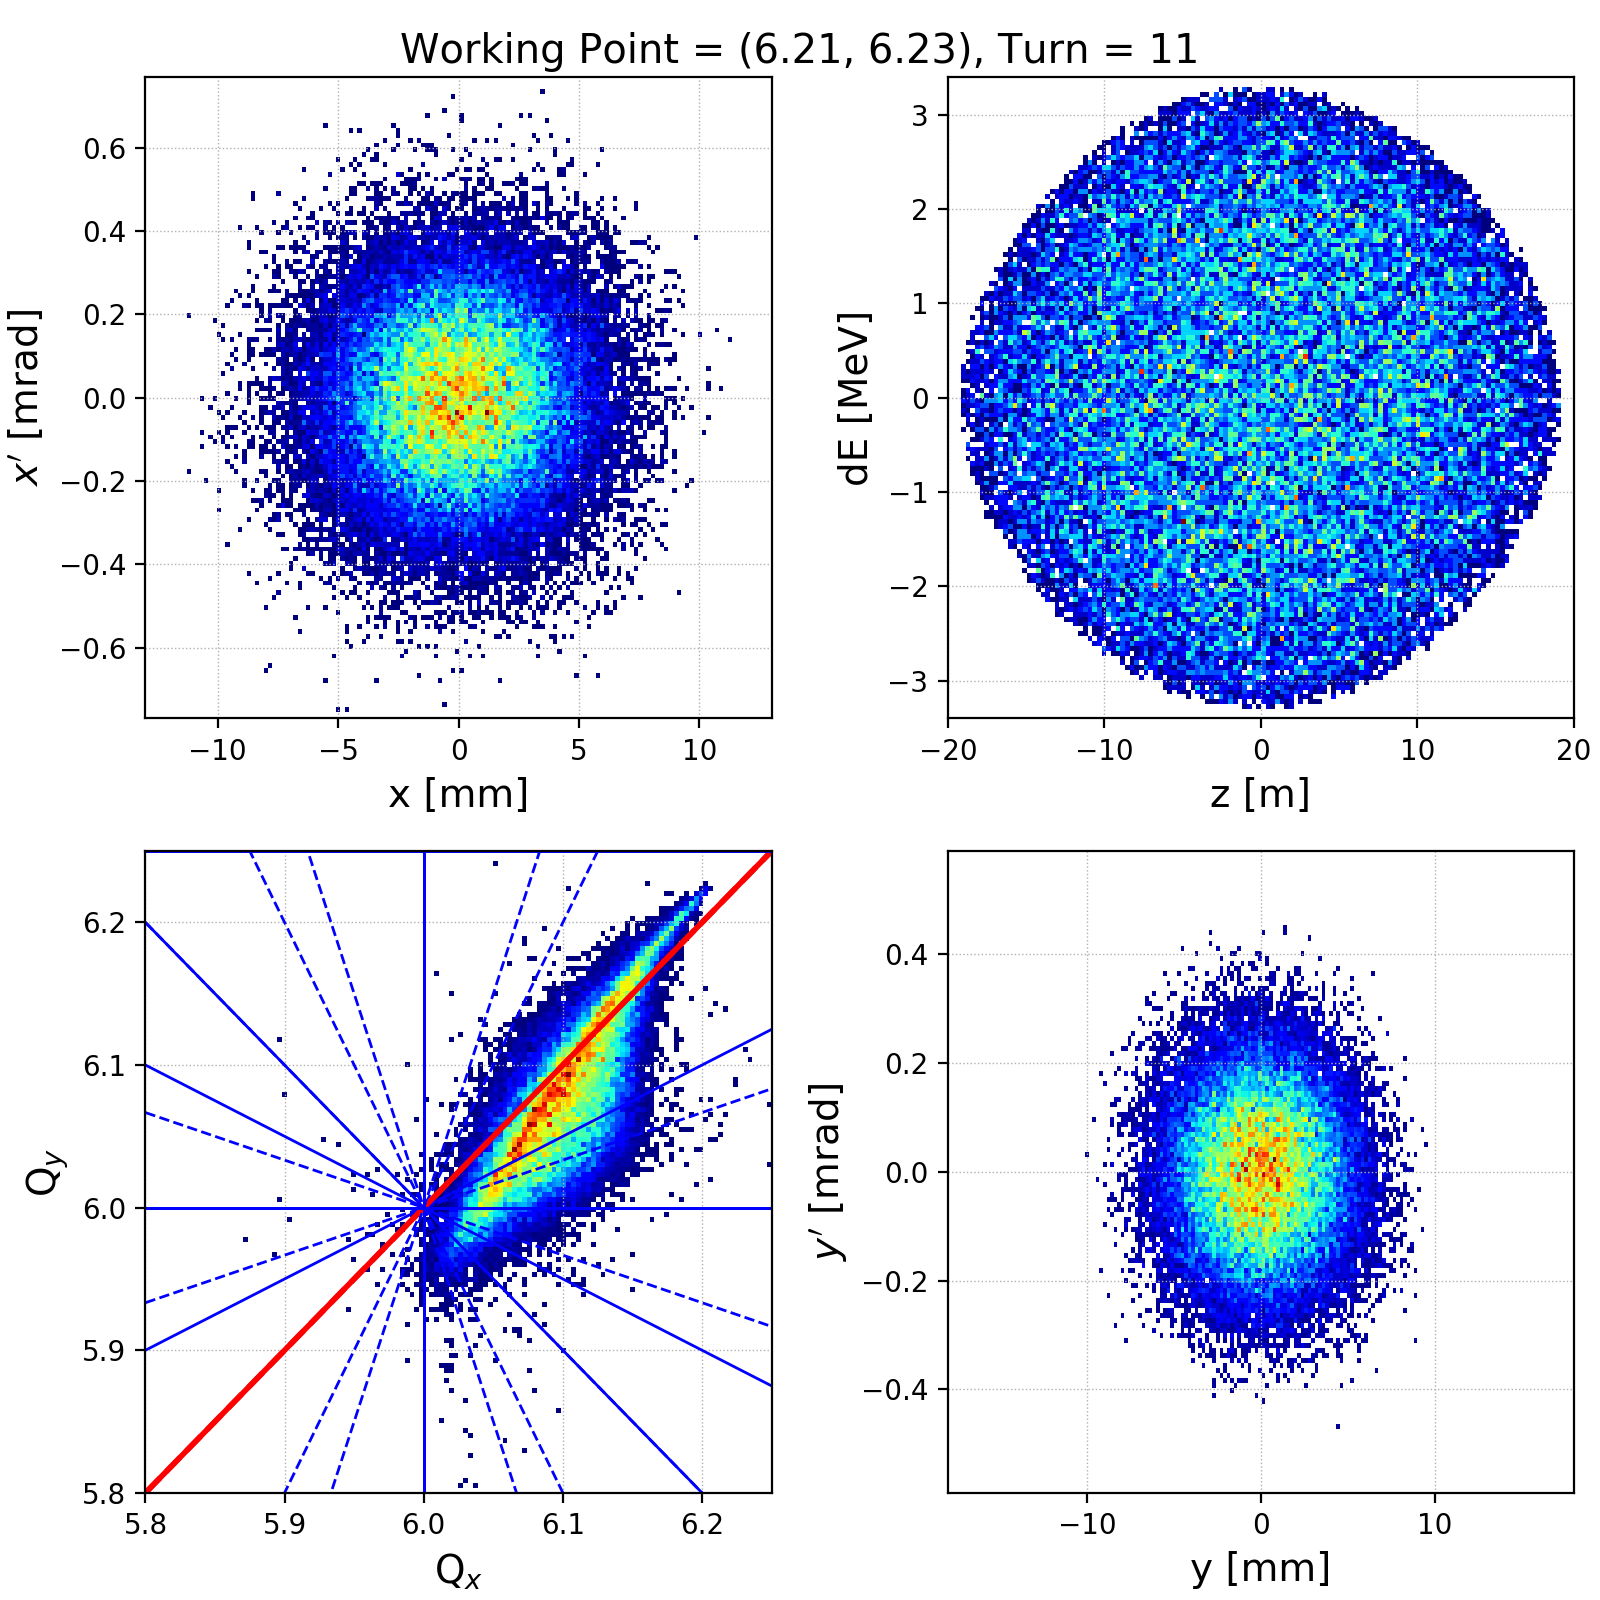 Working Point = (6.21, 6.23), Turn = 11
0.6
0.4
0.2
0.0
−0.2
−0.4
−0.6
x′ [mrad]
−10 −5 0 5 10
x [mm]
3
2
1
0
−1
−2
−3
dE [MeV]
−20 −10 0 10 20
z [m]
6.2
6.1
6.0
5.9
5.8
Qy
5.8 5.9 6.0 6.1 6.2
Qx
0.4
0.2
0.0
−0.2
−0.4
y′ [mrad]
−10 0 10
y [mm]